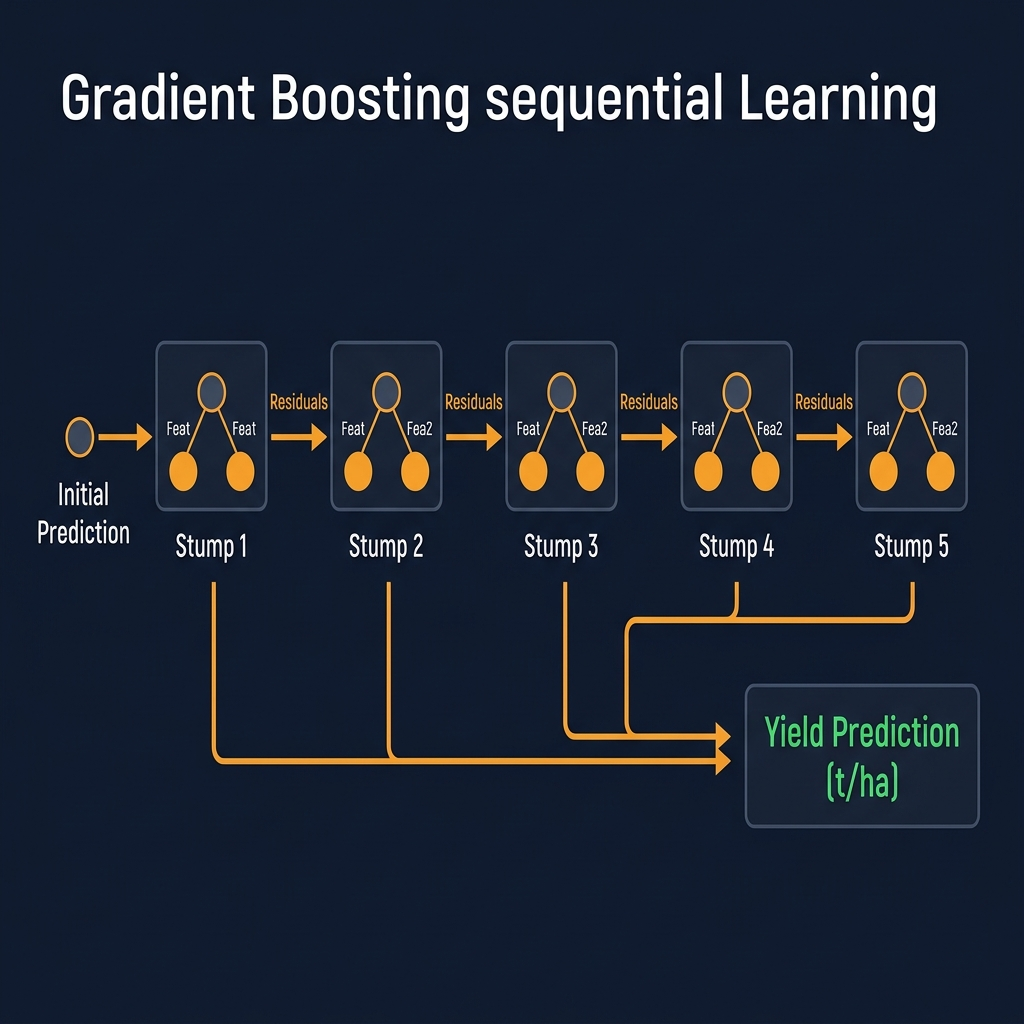 Gradient Boosting sequential Learning
Residuals
Residuals
Residuals
Residuals
Feat
Feat
Feat
Fea2
Feat
Fea2
Feat
Fea2
Feat
Fea2
Initial
Prediction
Stump 1
Stump 2
Stump 3
Stump 4
Stump 5
Yield Prediction
(t/ha)